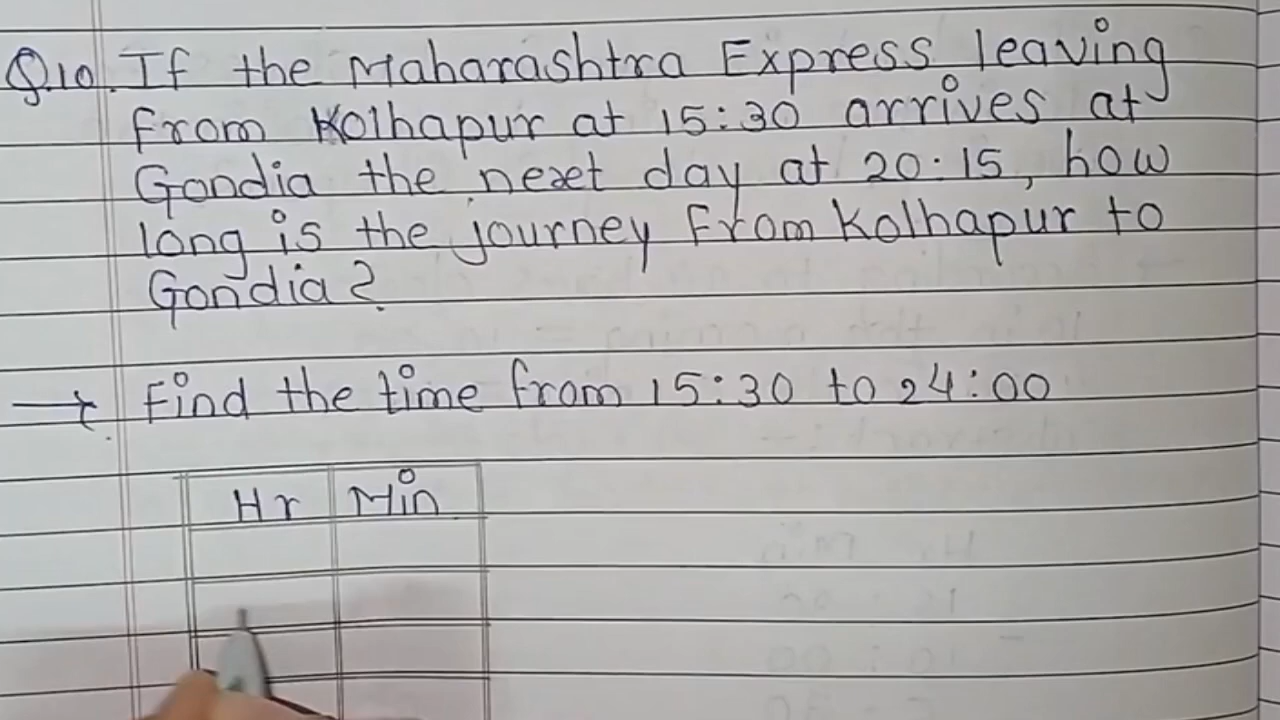 Q.10. If the Maharashtra Express leaving
from Kolhapur at 15:30 arrives at
Gondia the next day at 20:15, how
long is the journey from Kolhapur to
Gondia?
→ Find the time from 15:30 to 24:00
Hr Min